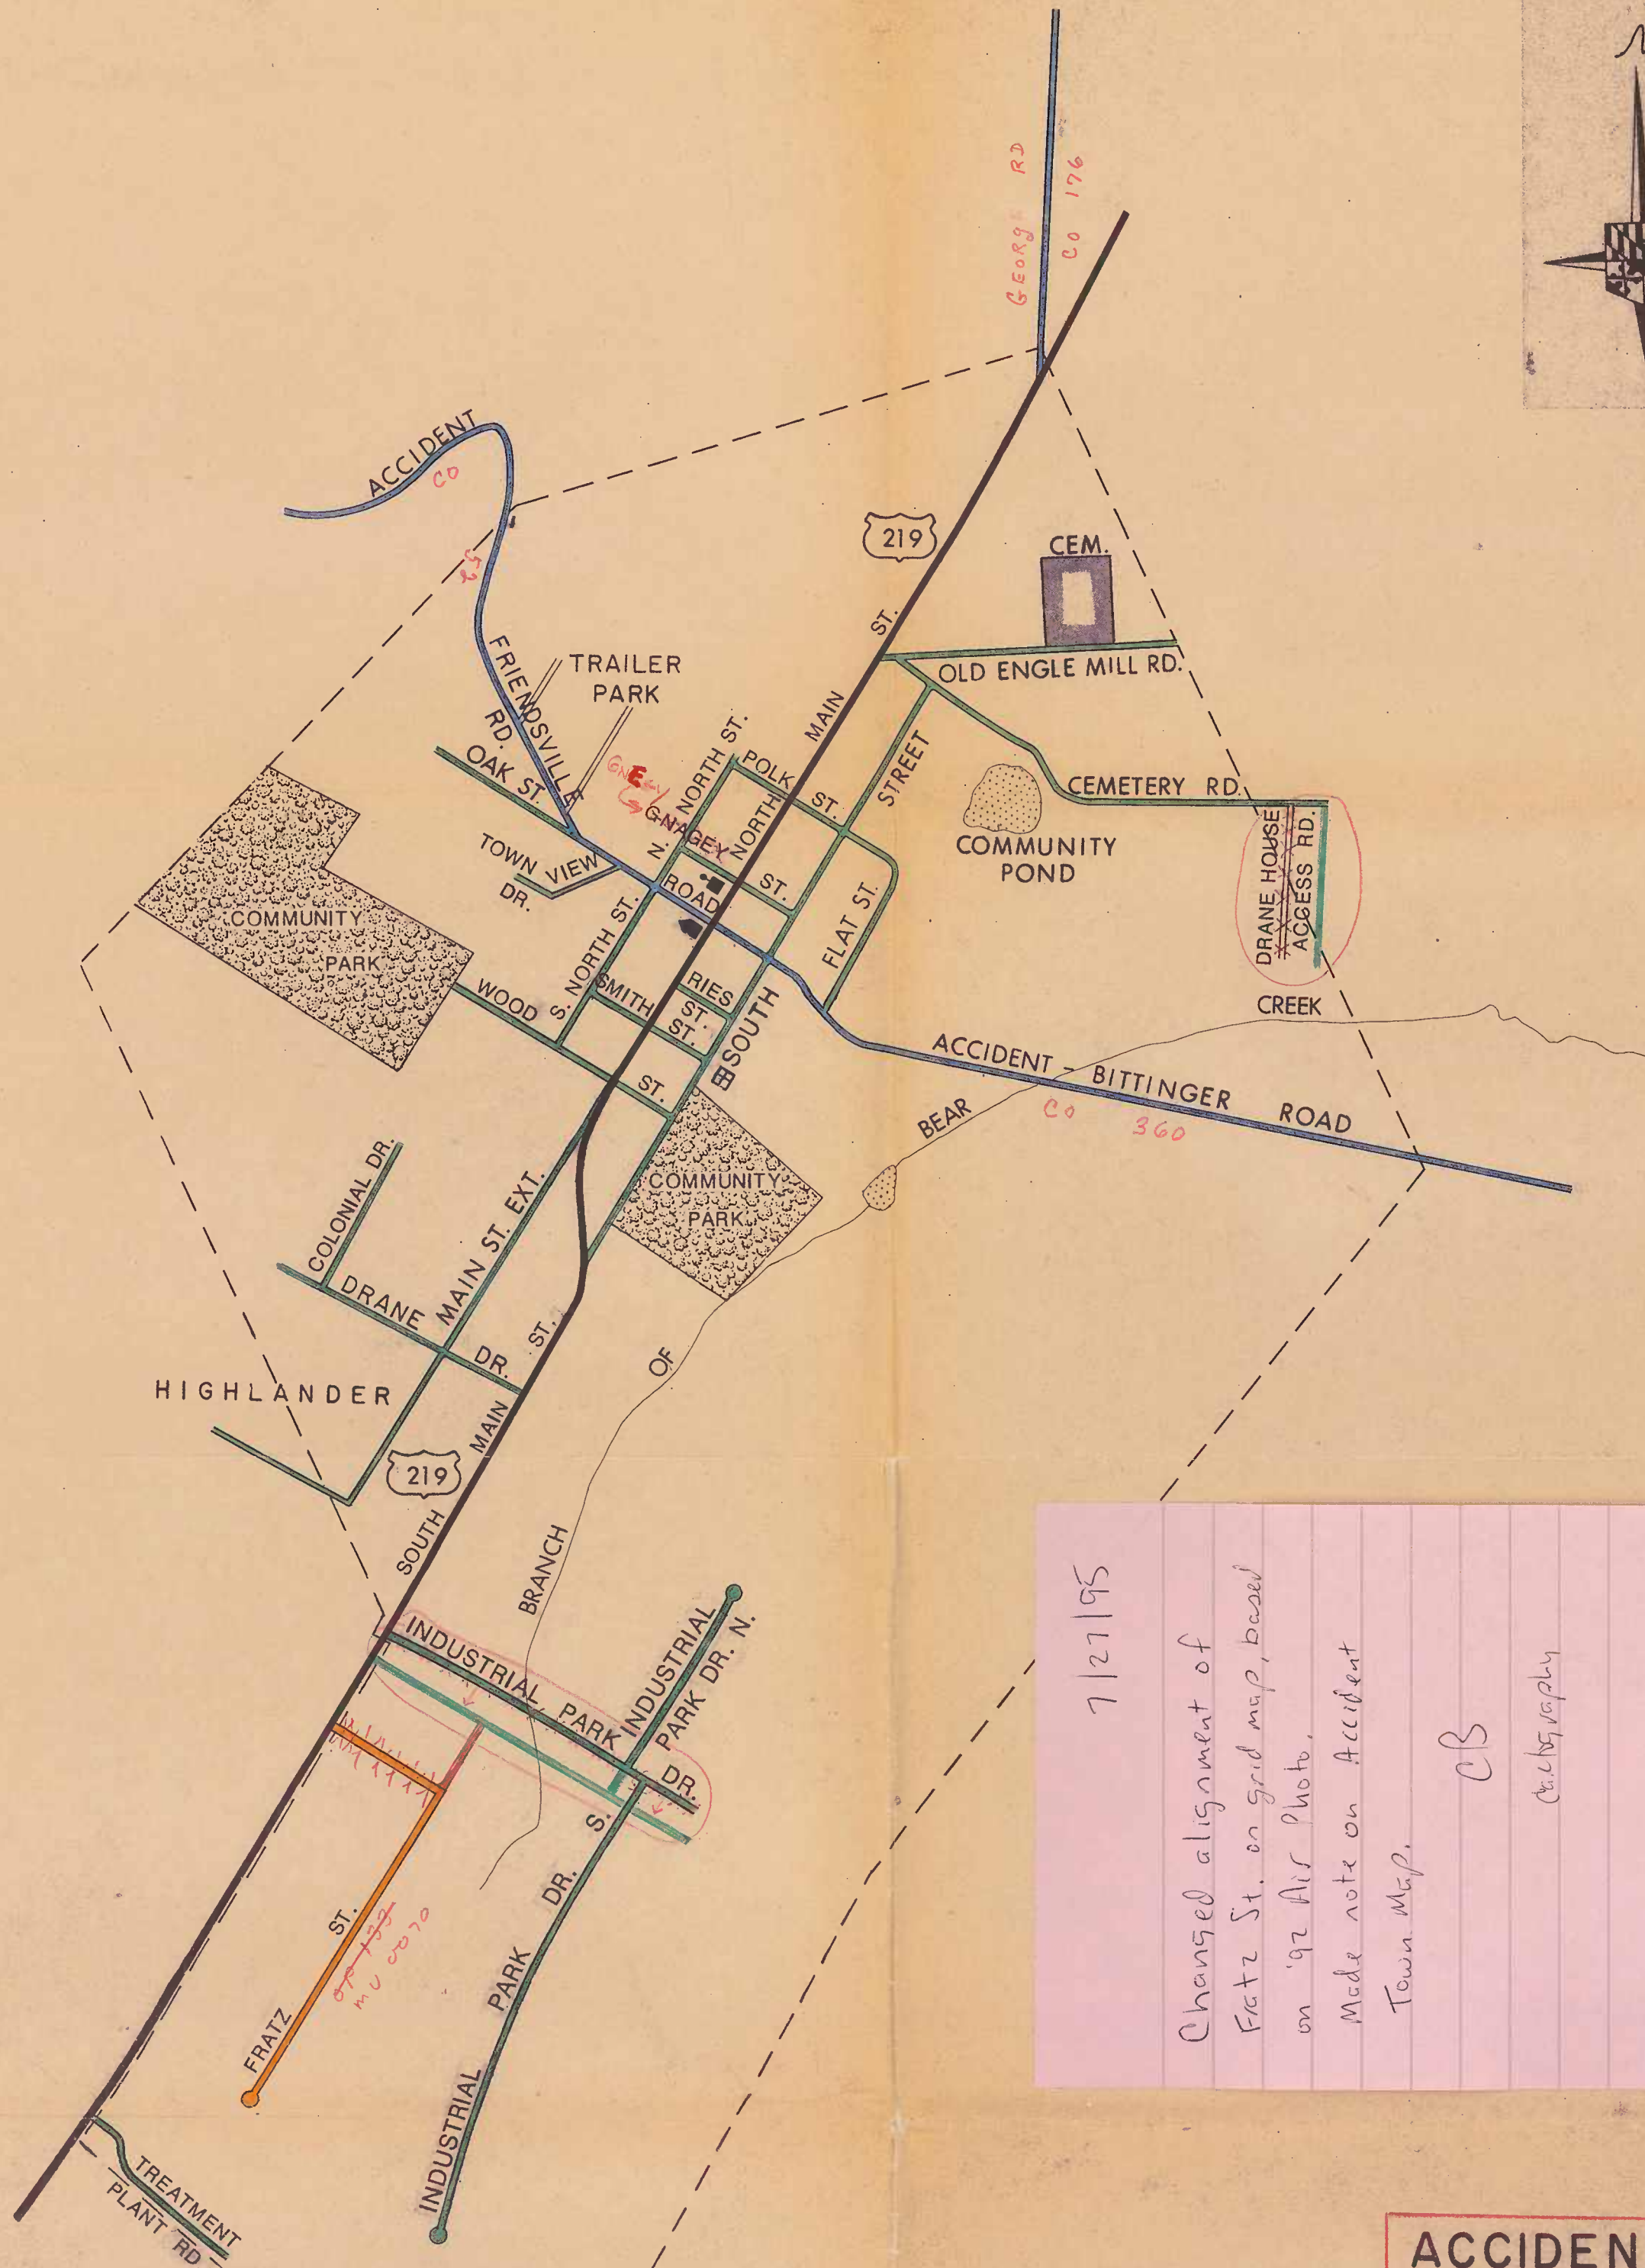 GEORGE RD
CO 176
ACCIDENT
CO
52
FRIENDSVILLE
RD.
TRAILER
PARK
219
ST.
MAIN
NORTH
CEM.
OLD ENGLE MILL RD.
OAK ST.
N. NORTH ST.
POLK
ST.
STREET
CEMETERY RD.
COMMUNITY
POND
E
GNAGEY
ST.
TOWN VIEW
DR.
ROAD
FLAT ST.
DRANE HOUSE
ACCESS RD.
COMMUNITY
PARK
WOOD
ST.
S. NORTH ST.
SMITH
ST.
RIES
ST.
SOUTH
CREEK
ACCIDENT - BITTINGER ROAD
CO 360
BEAR
COMMUNITY
PARK
COLONIAL DR.
MAIN ST. EXT.
DRANE
DR.
OF
HIGHLANDER
219
ST.
MAIN
SOUTH
BRANCH
INDUSTRIAL PARK
DR.
INDUSTRIAL
PARK DR. N.
S.
DR.
PARK
INDUSTRIAL
ST.
FRATZ
MU 0070
TREATMENT
PLANT RD
7/27/95
Changed alignment of
Fratz St. on grid map, based
on '92 Air Photo.
Made note on Accident
Town Map.
CB
Cartography
ACCIDEN